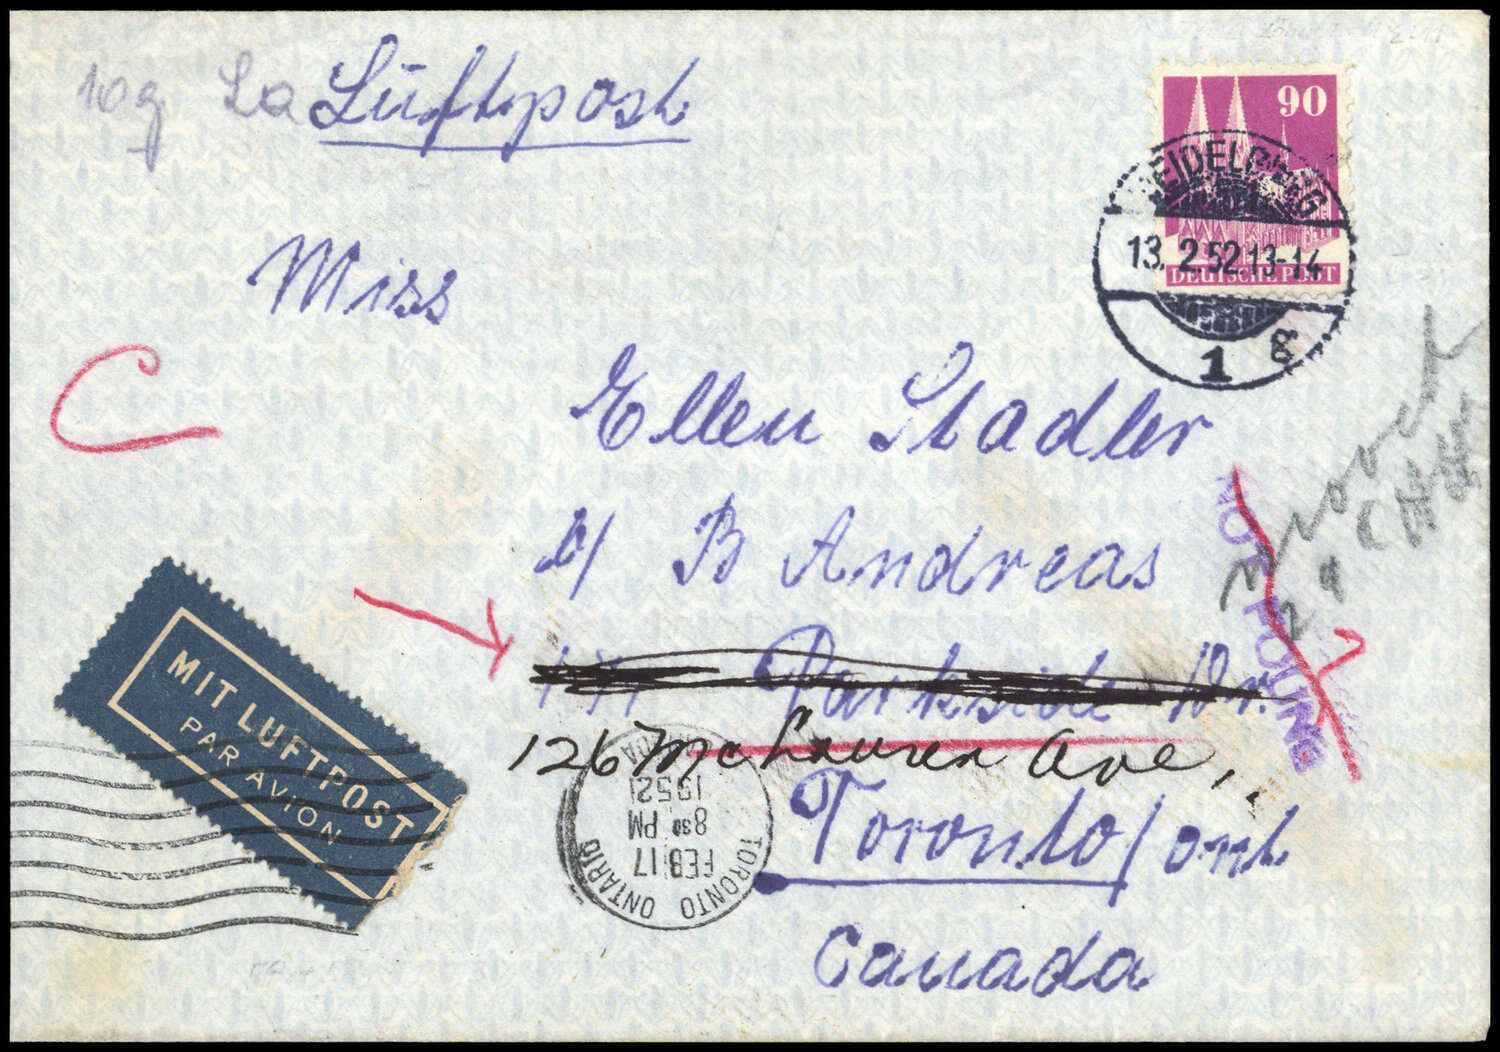 10g La Luftpost
90
HEIDELBERG
13.2.52 13-14
DEUTSCHE POST
1 g
Miss
Ellen Stadler
C
B Andreas
NOT FOUND
Parkside Dr.
126 McLauren Ave,
MIT LUFTPOST
PAR AVION
Toronto / Ont.
TORONTO ONTARIO
FEB 17
8 30 PM
1952
CANADA
Canada